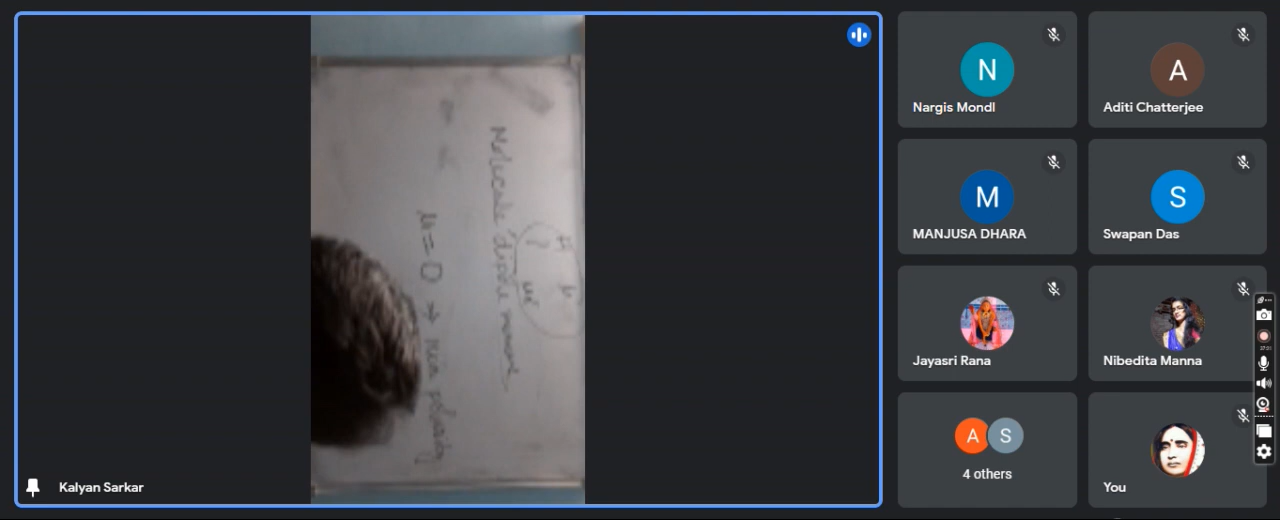 Molecule dipole moment
μ = 0 → non polarity
Kalyan Sarkar
N
Nargis Mondl
A
Aditi Chatterjee
M
MANJUSA DHARA
S
Swapan Das
Jayasri Rana
Nibedita Manna
A S
4 others
You